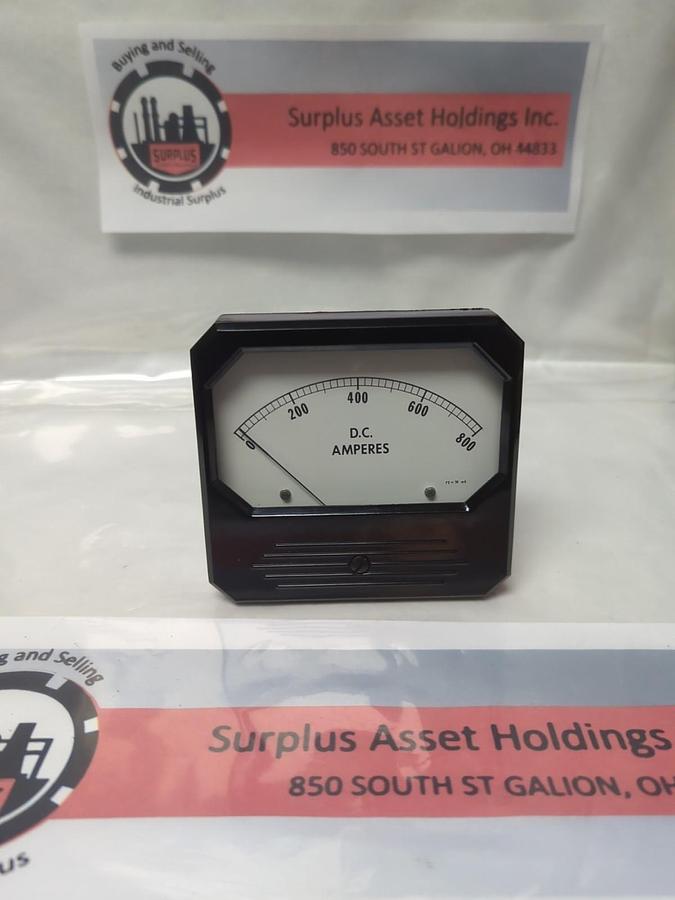 Buying and Selling
SURPLUS
Industrial Surplus
Surplus Asset Holdings Inc.
850 SOUTH ST GALION, OH 44833
0 200 400 600 800
D.C.
AMPERES
g and Selling
us
Surplus Asset Holdings
850 SOUTH ST GALION, OH